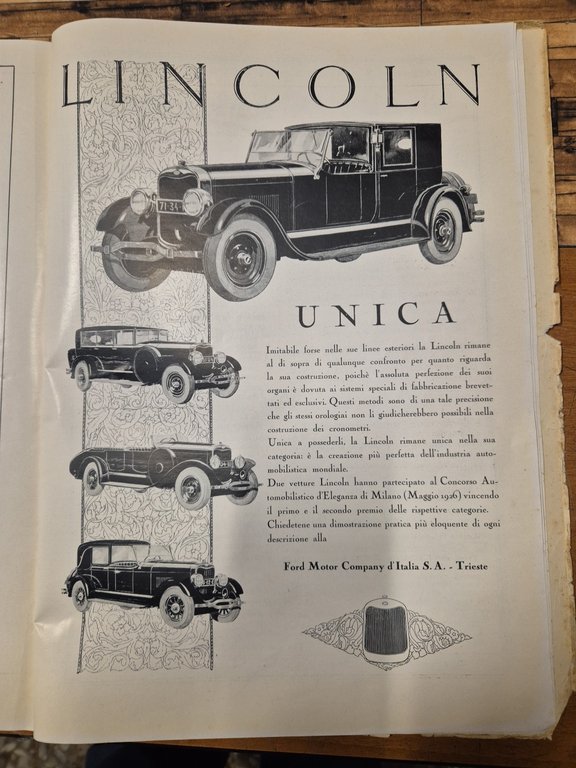 LINCOLN
71-34
UNICA
Imitabile forse nelle sue linee esteriori la Lincoln rimane
al di sopra di qualunque confronto per quanto riguarda
la sua costruzione, poichè l'assoluta perfezione dei suoi
organi è dovuta ai sistemi speciali di fabbricazione brevet-
tati ed esclusivi. Questi metodi sono di una tale precisione
che gli stessi orologiai non li giudicherebbero possibili nella
costruzione dei cronometri.
Unica a possederli, la Lincoln rimane unica nella sua
categoria: è la creazione più perfetta dell'industria auto-
mobilistica mondiale.
Due vetture Lincoln hanno partecipato al Concorso Au-
tomobilistico d'Eleganza di Milano (Maggio 1926) vincendo
il primo e il secondo premio delle rispettive categorie.
Chiedetene una dimostrazione pratica più eloquente di ogni
descrizione alla
Ford Motor Company d'Italia S. A. - Trieste